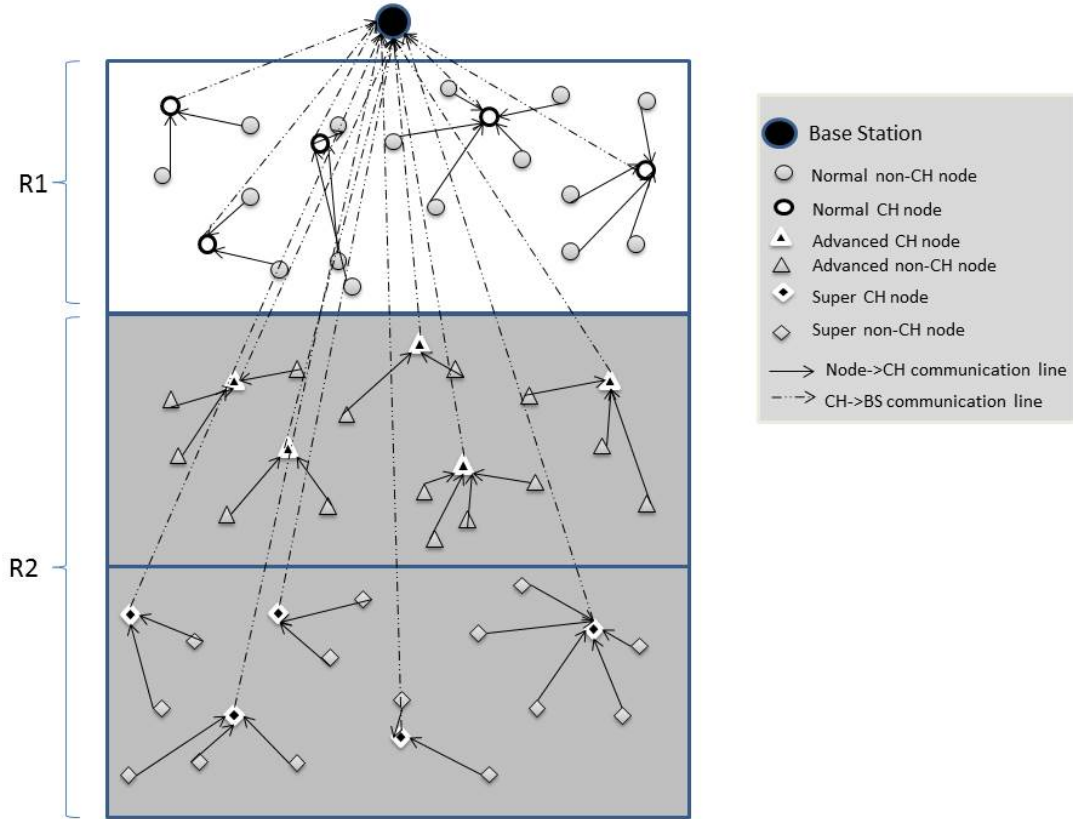 R1
R2
Base Station
Normal non-CH node
Normal CH node
Advanced CH node
Advanced non-CH node
Super CH node
Super non-CH node
Node->CH communication line
CH->BS communication line